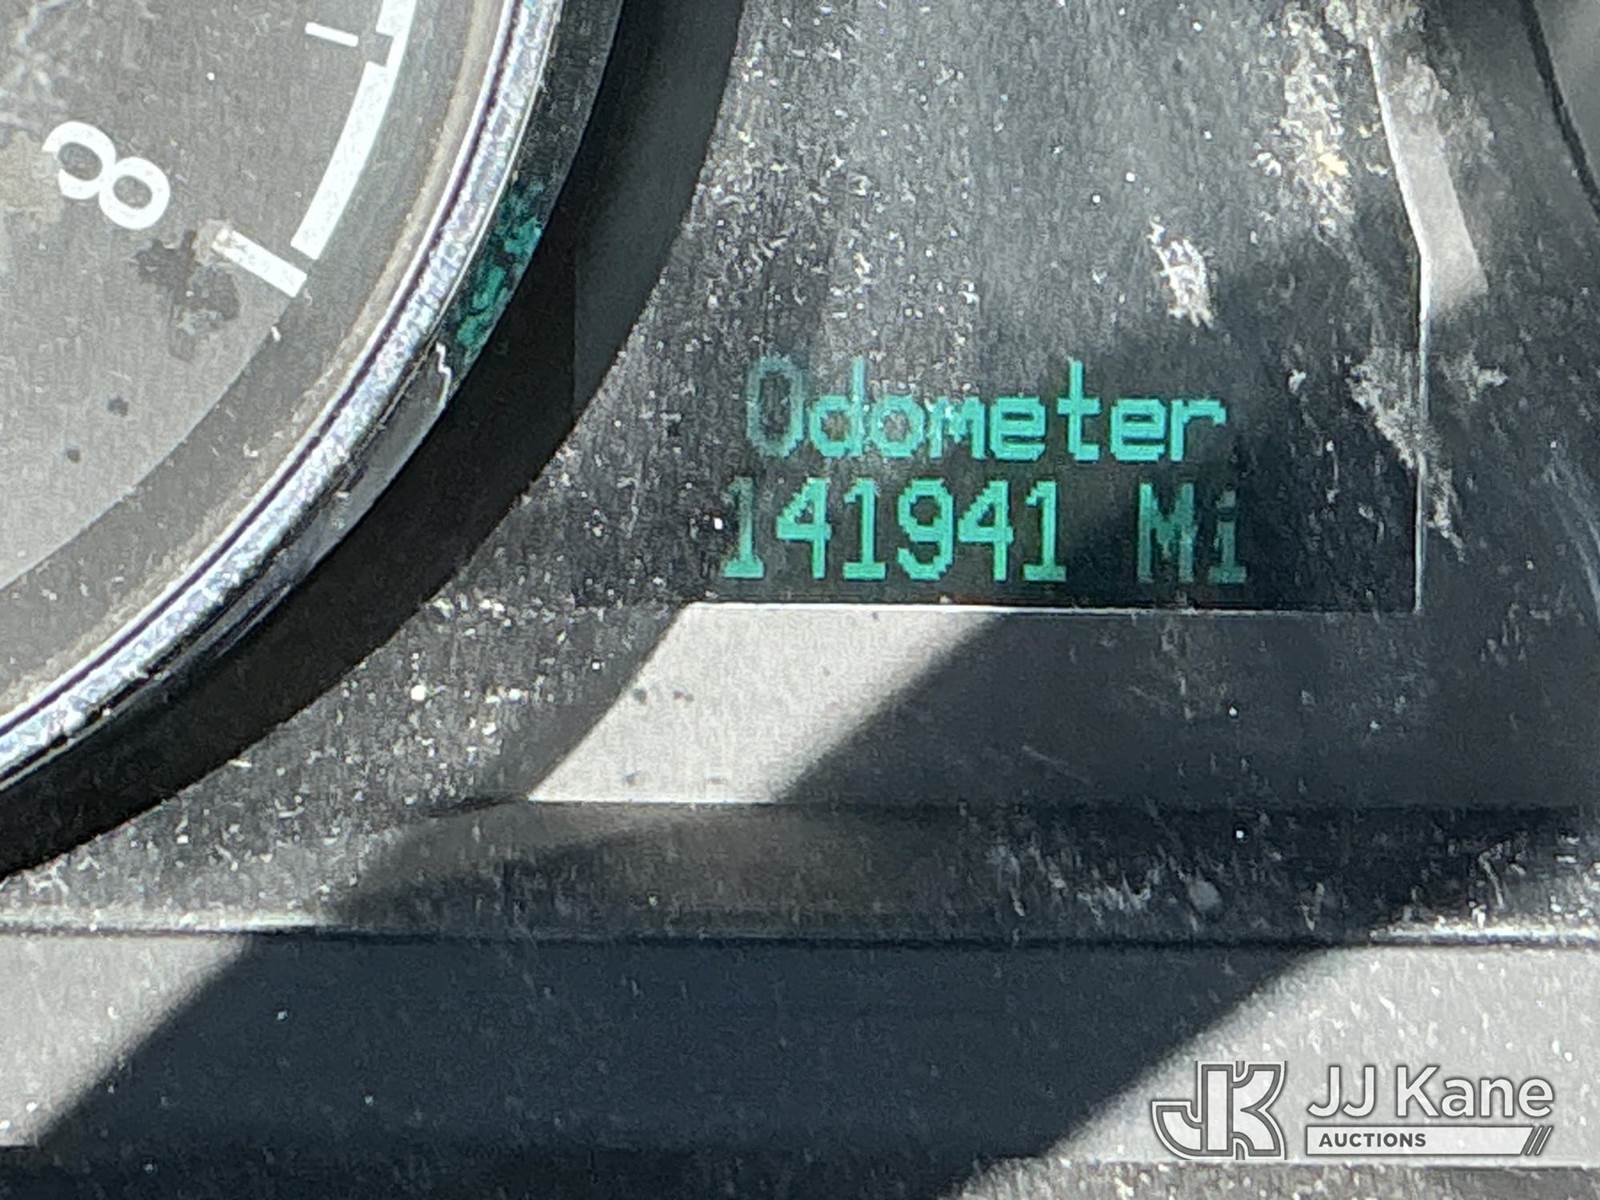 8
Odometer
141941 Mi
JJ Kane
AUCTIONS